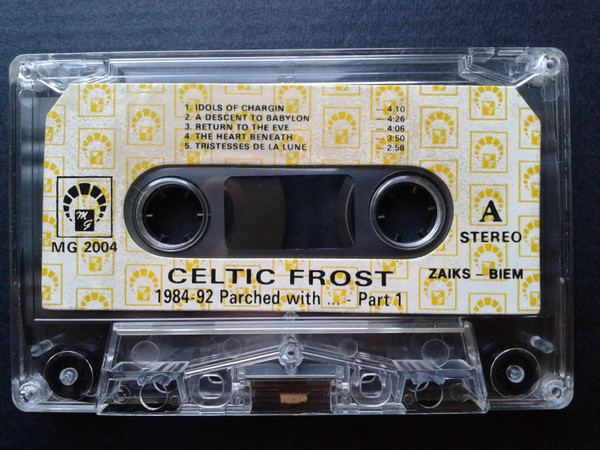 1. IDOLS OF CHARGIN — 4:10
2. A DESCENT TO BABYLON — 4:26
3. RETURN TO THE EVE — 4:06
4. THE HEART BENEATH — 3:50
5. TRISTESSES DE LA LUNE — 2:58
MG
MG 2004
A
STEREO
CELTIC FROST
ZAIKS – BIEM
1984-92 Parched with ... - Part 1